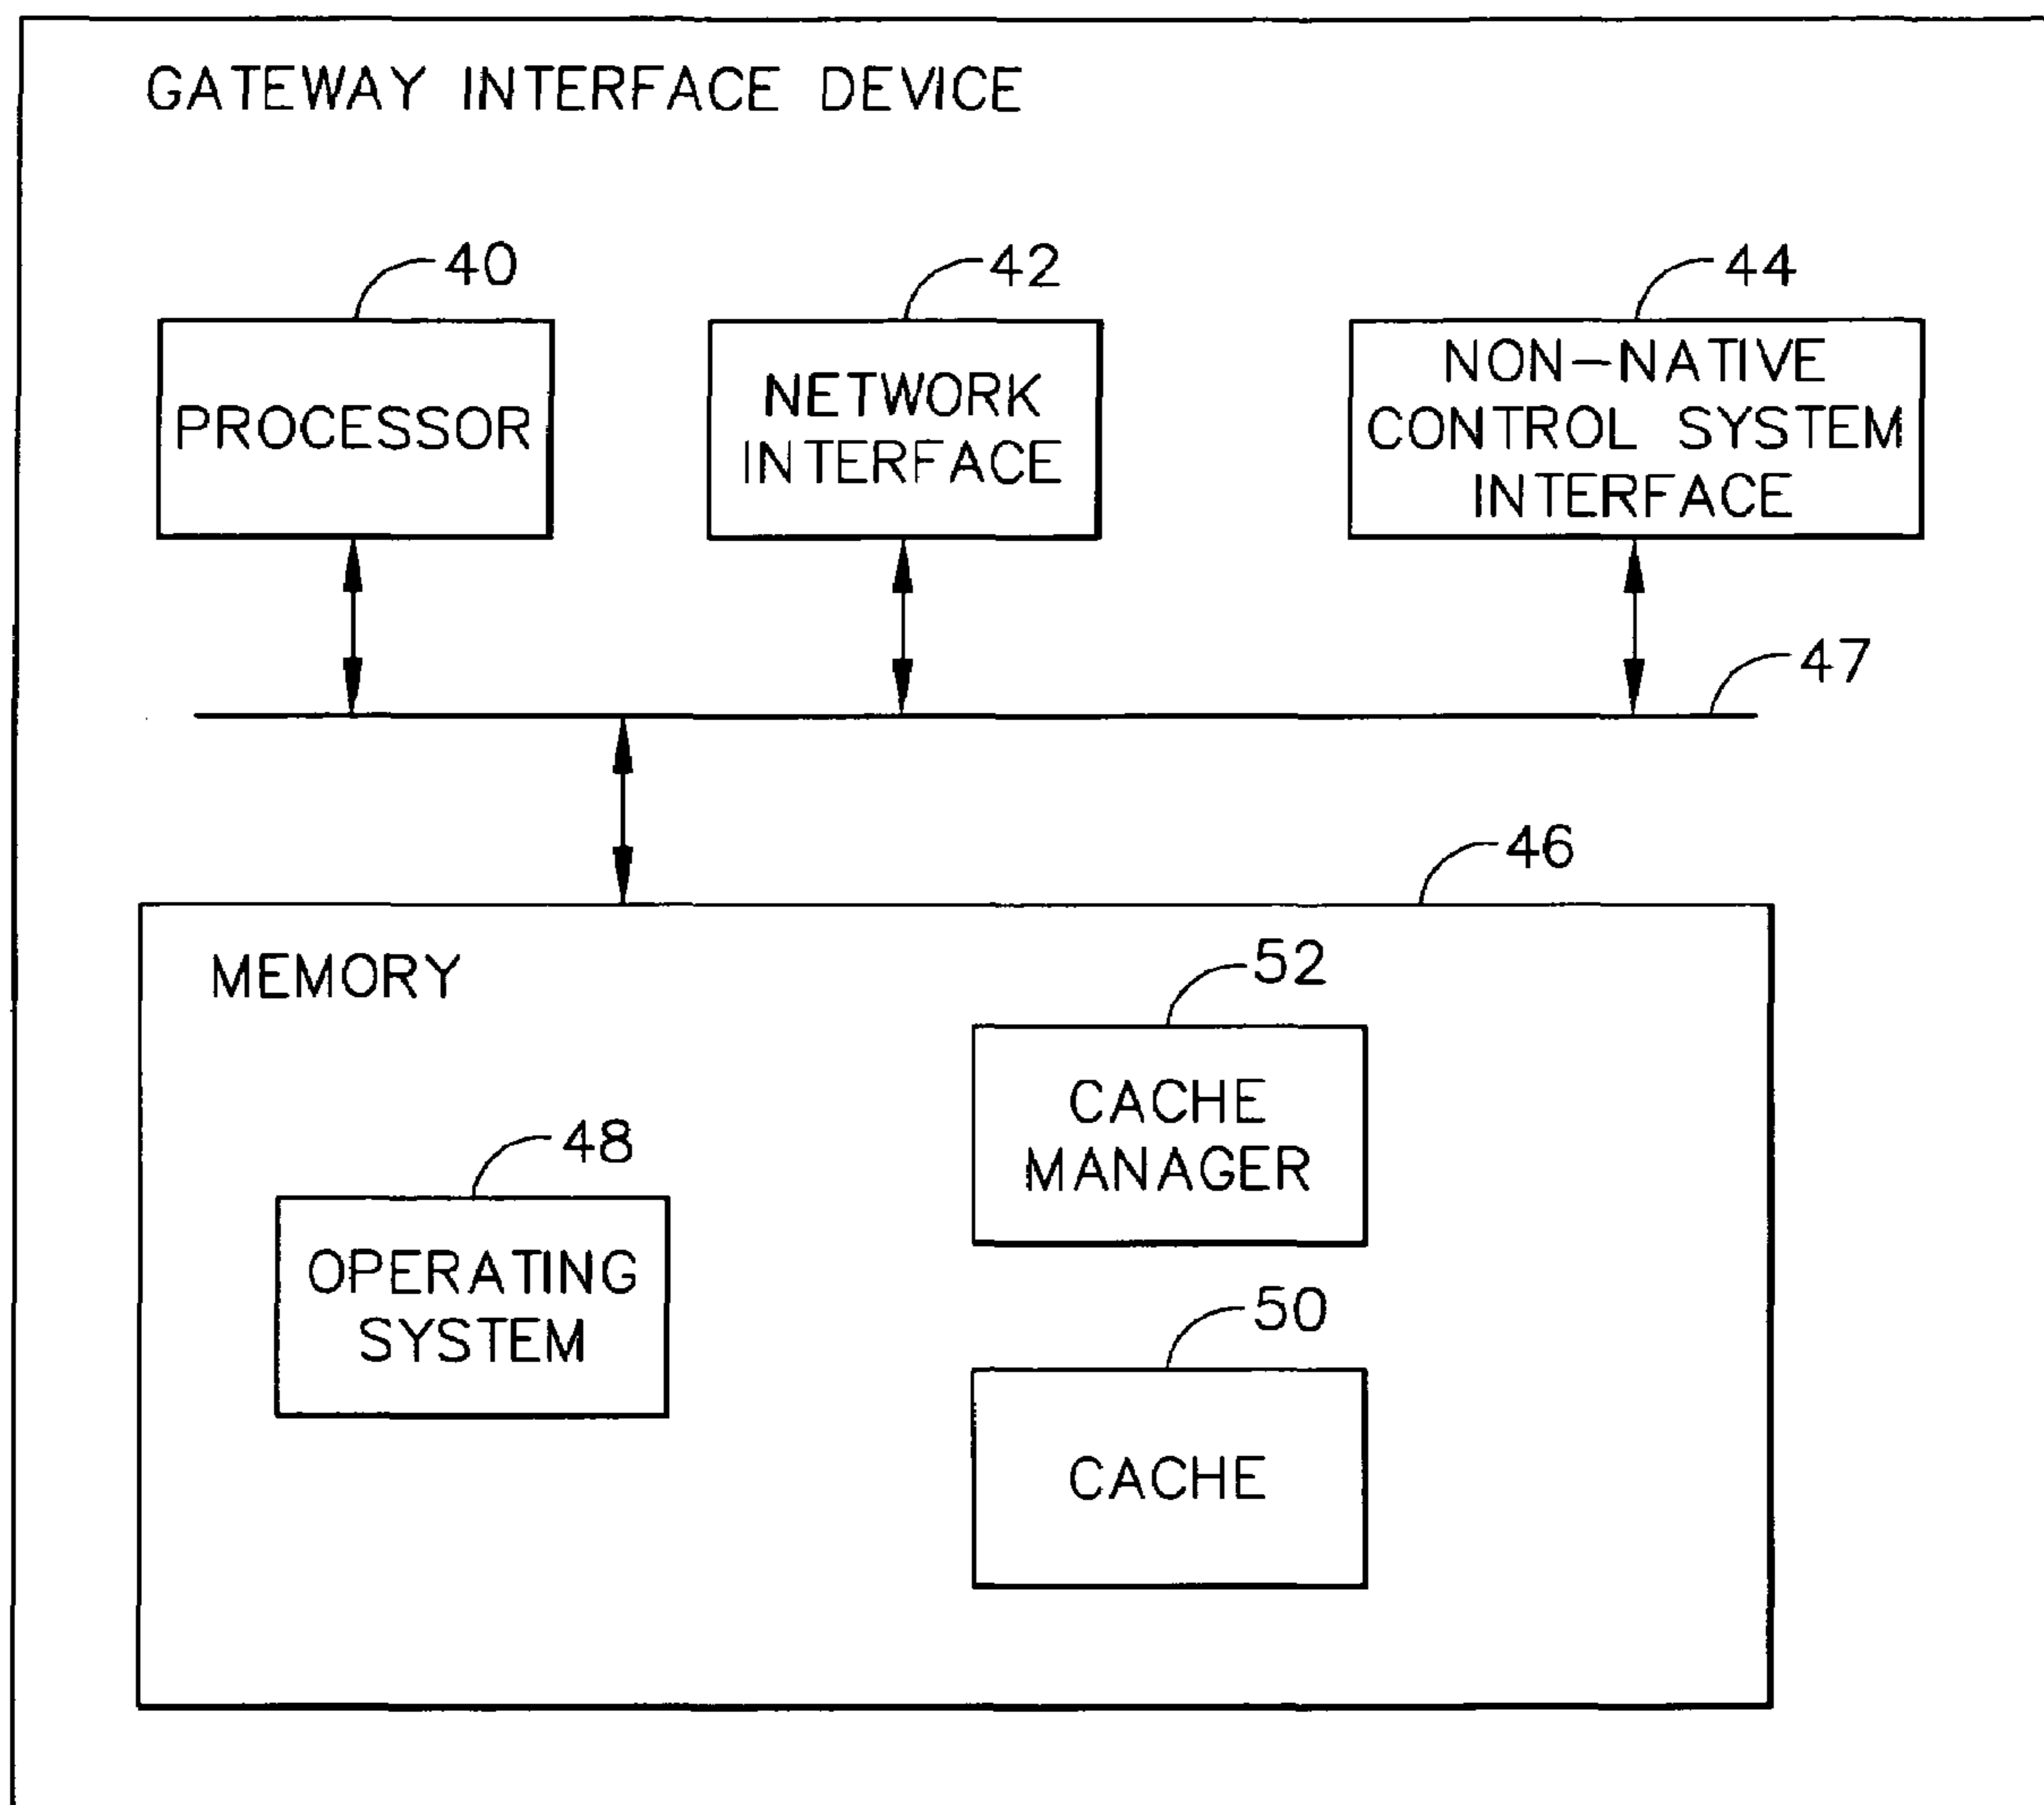 GATEWAY INTERFACE DEVICE
40
42
44
PROCESSOR
NETWORK
INTERFACE
NON-NATIVE
CONTROL SYSTEM
INTERFACE
47
46
MEMORY
52
CACHE
MANAGER
48
OPERATING
SYSTEM
50
CACHE